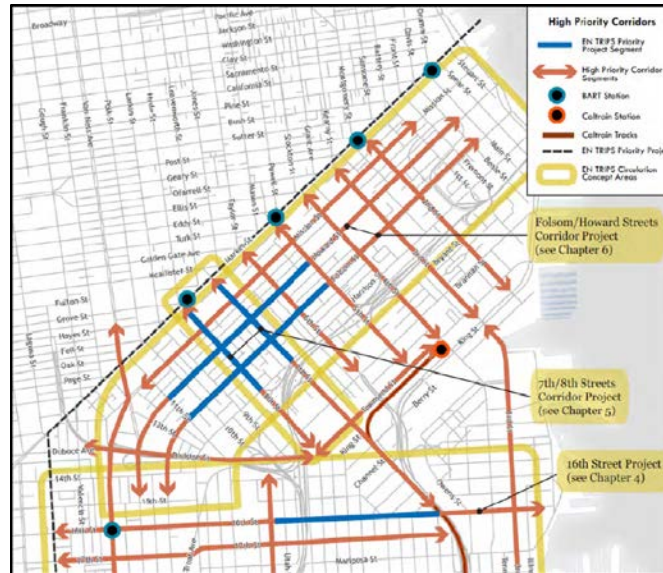 High Priority Corridors
EN TRIPS Priority
Project Segment
High Priority Corridor
Segments
BART Station
Caltrain Station
Caltrain Tracks
EN TRIPS Priority Proje
EN TRIPS Circulation
Concept Areas
Folsom/Howard Streets
Corridor Project
(see Chapter 6)
7th/8th Streets
Corridor Project
(see Chapter 5)
16th Street Project
(see Chapter 4)
Broadway
Pacific Ave
Jackson St
Washington St
Clay St
Sacramento St
California St
Pine St
Bush St
Sutter St
Post St
Geary St
Ofarrell St
Ellis St
Eddy St
Turk St
Golden Gate Ave
Mcallister St
Fulton St
Grove St
Hayes St
Fell St
Oak St
Page St
Gough St
Franklin St
Van Ness Ave
Polk St
Larkin St
Hyde St
Leavenworth St
Jones St
Taylor St
Mason St
Powell St
Stockton St
Grant Ave
Kearny St
Montgomery St
Sansome St
Battery St
Front St
Davis St
Drumm St
Steuart St
Spear St
Main St
Beale St
Fremont St
1st St
Mission St
Harrison
Bryant St
Brannan St
King St
Berry St
King St
Channel St
Owens St
Laguna St
Duboce Ave
Division St
14th St
15th St
Valencia St
16th St
17th St
11th St
12th St
10th St
9th St
Utah
Mariposa St